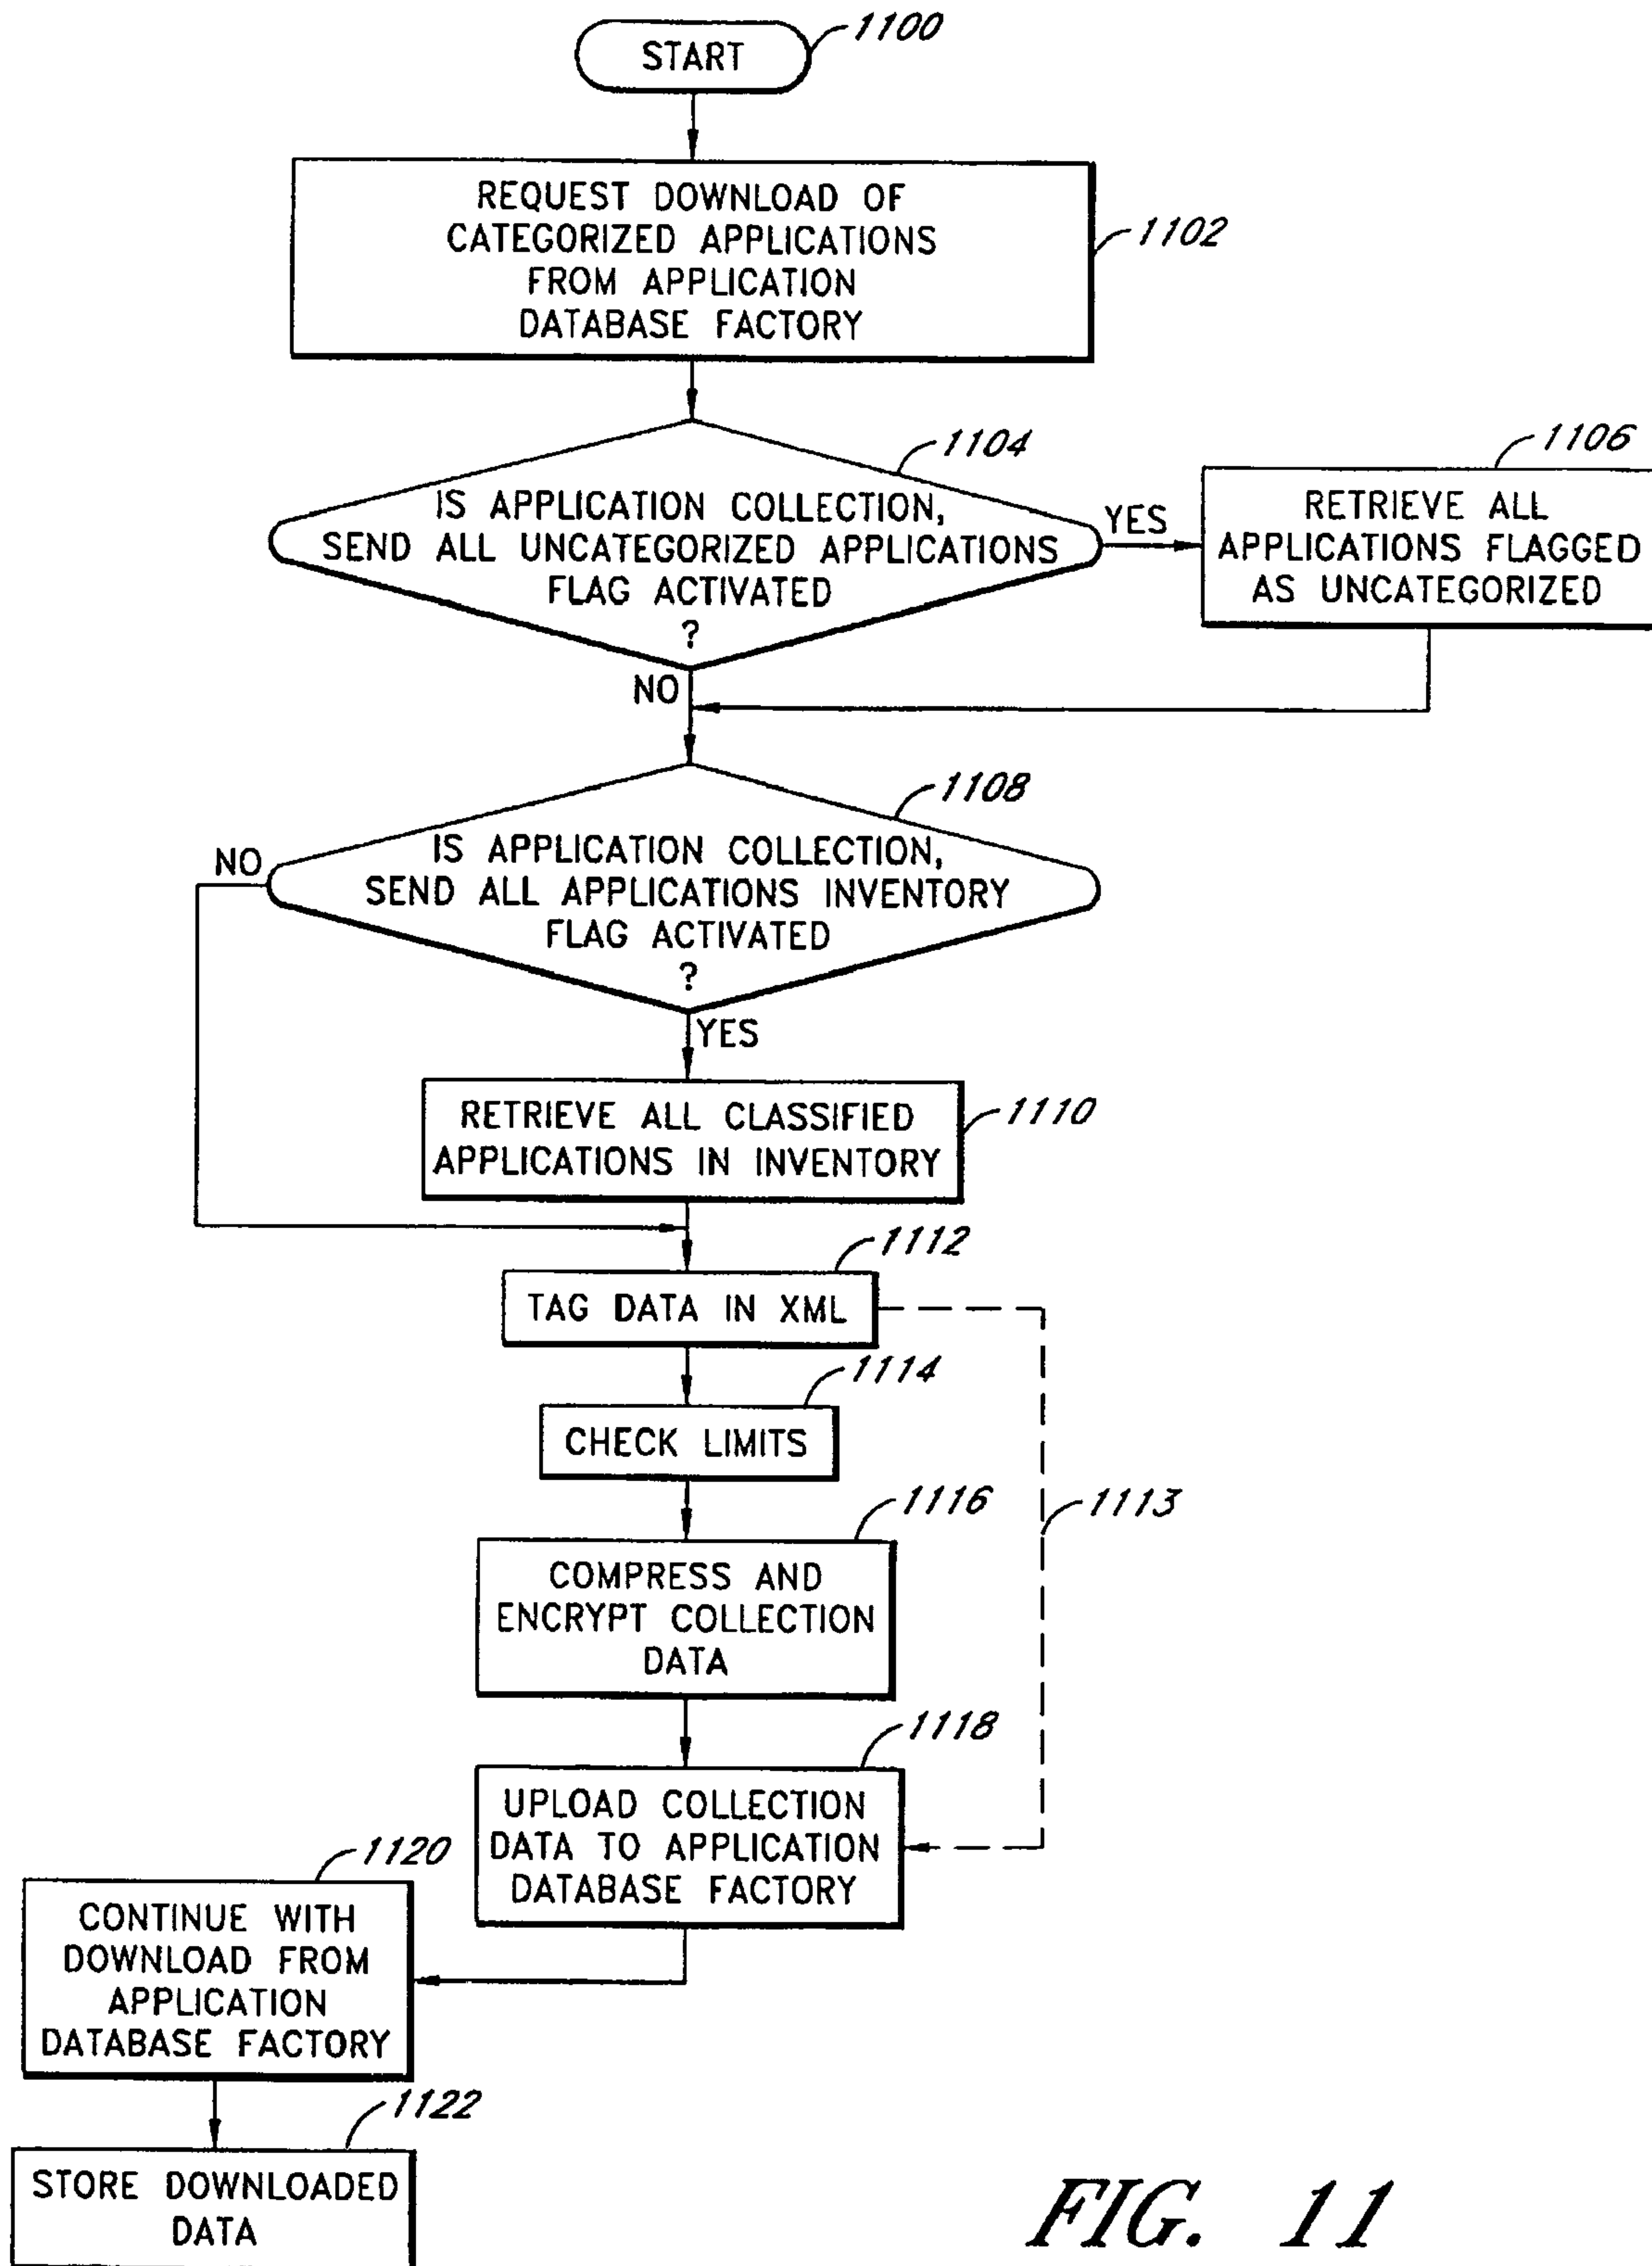 START
1100
REQUEST DOWNLOAD OF
CATEGORIZED APPLICATIONS
FROM APPLICATION
DATABASE FACTORY
1102
1104
IS APPLICATION COLLECTION,
SEND ALL UNCATEGORIZED APPLICATIONS
FLAG ACTIVATED
?
YES
1106
RETRIEVE ALL
APPLICATIONS FLAGGED
AS UNCATEGORIZED
NO
1108
IS APPLICATION COLLECTION,
SEND ALL APPLICATIONS INVENTORY
FLAG ACTIVATED
?
NO
YES
RETRIEVE ALL CLASSIFIED
APPLICATIONS IN INVENTORY
1110
1112
TAG DATA IN XML
1114
CHECK LIMITS
1113
1116
COMPRESS AND
ENCRYPT COLLECTION
DATA
1118
UPLOAD COLLECTION
DATA TO APPLICATION
DATABASE FACTORY
1120
CONTINUE WITH
DOWNLOAD FROM
APPLICATION
DATABASE FACTORY
1122
STORE DOWNLOADED
DATA
FIG. 11